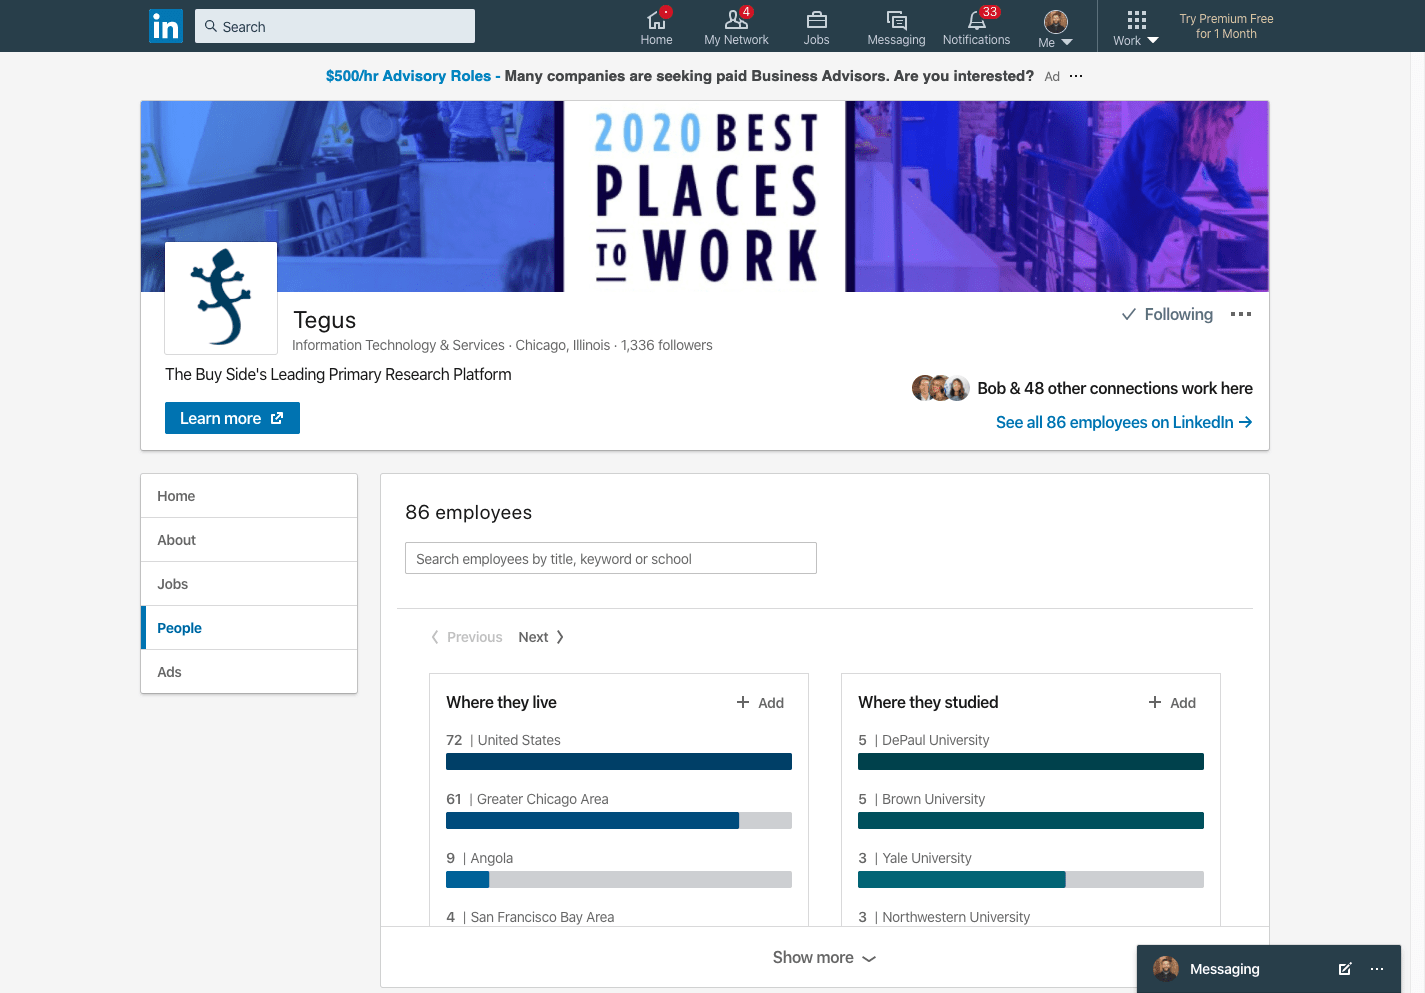 in
Search
Home
4
My Network
Jobs
Messaging
33
Notifications
Me
Work
Try Premium Free
for 1 Month
$500/hr Advisory Roles - Many companies are seeking paid Business Advisors. Are you interested? Ad ...
2020 BEST
PLACES
TO WORK
Tegus
Following
Information Technology & Services · Chicago, Illinois · 1,336 followers
The Buy Side's Leading Primary Research Platform
Bob & 48 other connections work here
Learn more
See all 86 employees on LinkedIn →
Home
About
Jobs
People
Ads
86 employees
Search employees by title, keyword or school
Previous Next
Where they live
+ Add
72 | United States
61 | Greater Chicago Area
9 | Angola
4 | San Francisco Bay Area
Where they studied
+ Add
5 | DePaul University
5 | Brown University
3 | Yale University
3 | Northwestern University
Show more
Messaging